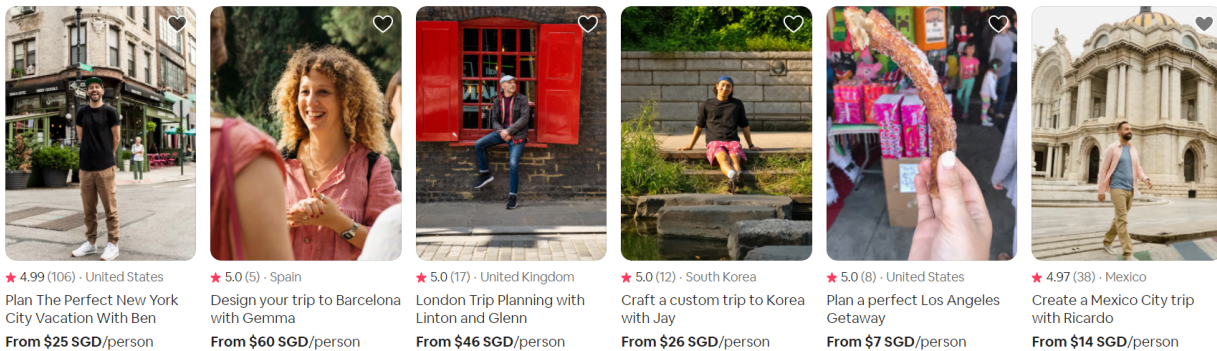 4.99 (106) · United States
Plan The Perfect New York
City Vacation With Ben
From $25 SGD/person
5.0 (5) · Spain
Design your trip to Barcelona
with Gemma
From $60 SGD/person
5.0 (17) · United Kingdom
London Trip Planning with
Linton and Glenn
From $46 SGD/person
5.0 (12) · South Korea
Craft a custom trip to Korea
with Jay
From $26 SGD/person
5.0 (8) · United States
Plan a perfect Los Angeles
Getaway
From $7 SGD/person
4.97 (38) · Mexico
Create a Mexico City trip
with Ricardo
From $14 SGD/person